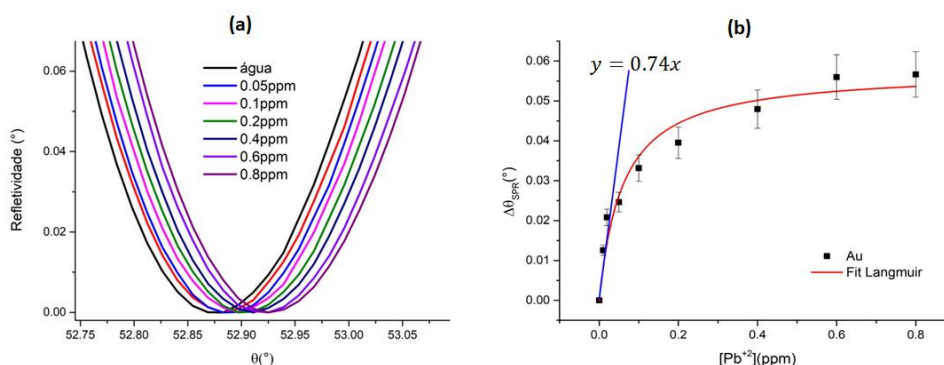 (a)
Refletividade (°)
0.06
0.04
0.02
0.00
água
0.05ppm
0.1ppm
0.2ppm
0.4ppm
0.6ppm
0.8ppm
52.75 52.80 52.85 52.90 52.95 53.00 53.05
θ(°)
(b)
y = 0.74x
ΔθSPR(°)
0.06
0.05
0.04
0.03
0.02
0.01
0.00
Au
Fit Langmuir
0.0 0.2 0.4 0.6 0.8
[Pb+2](ppm)